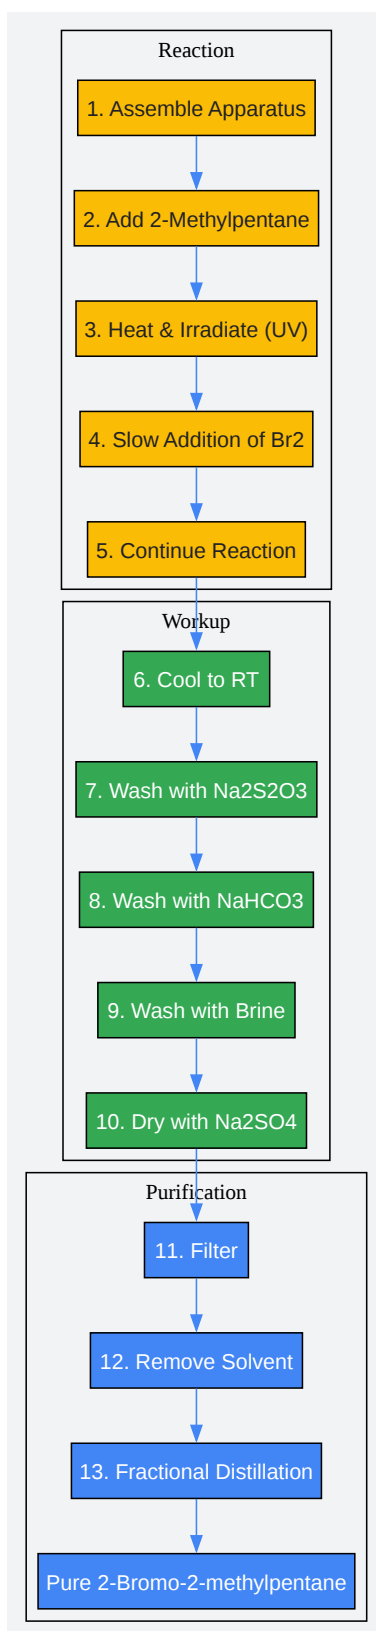 Reaction
1. Assemble Apparatus
2. Add 2-Methylpentane
3. Heat & Irradiate (UV)
4. Slow Addition of Br2
5. Continue Reaction
Workup
6. Cool to RT
7. Wash with Na2S2O3
8. Wash with NaHCO3
9. Wash with Brine
10. Dry with Na2SO4
Purification
11. Filter
12. Remove Solvent
13. Fractional Distillation
Pure 2-Bromo-2-methylpentane